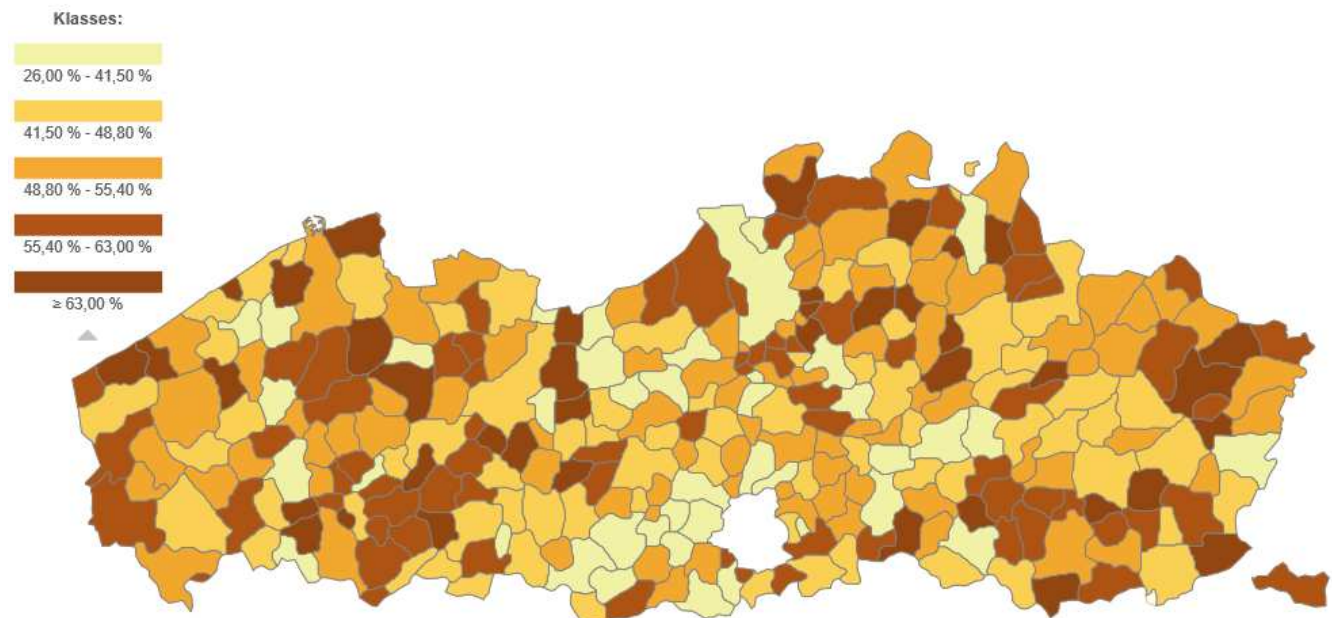 Klasses:
26,00 % - 41,50 %
41,50 % - 48,80 %
48,80 % - 55,40 %
55,40 % - 63,00 %
≥ 63,00 %